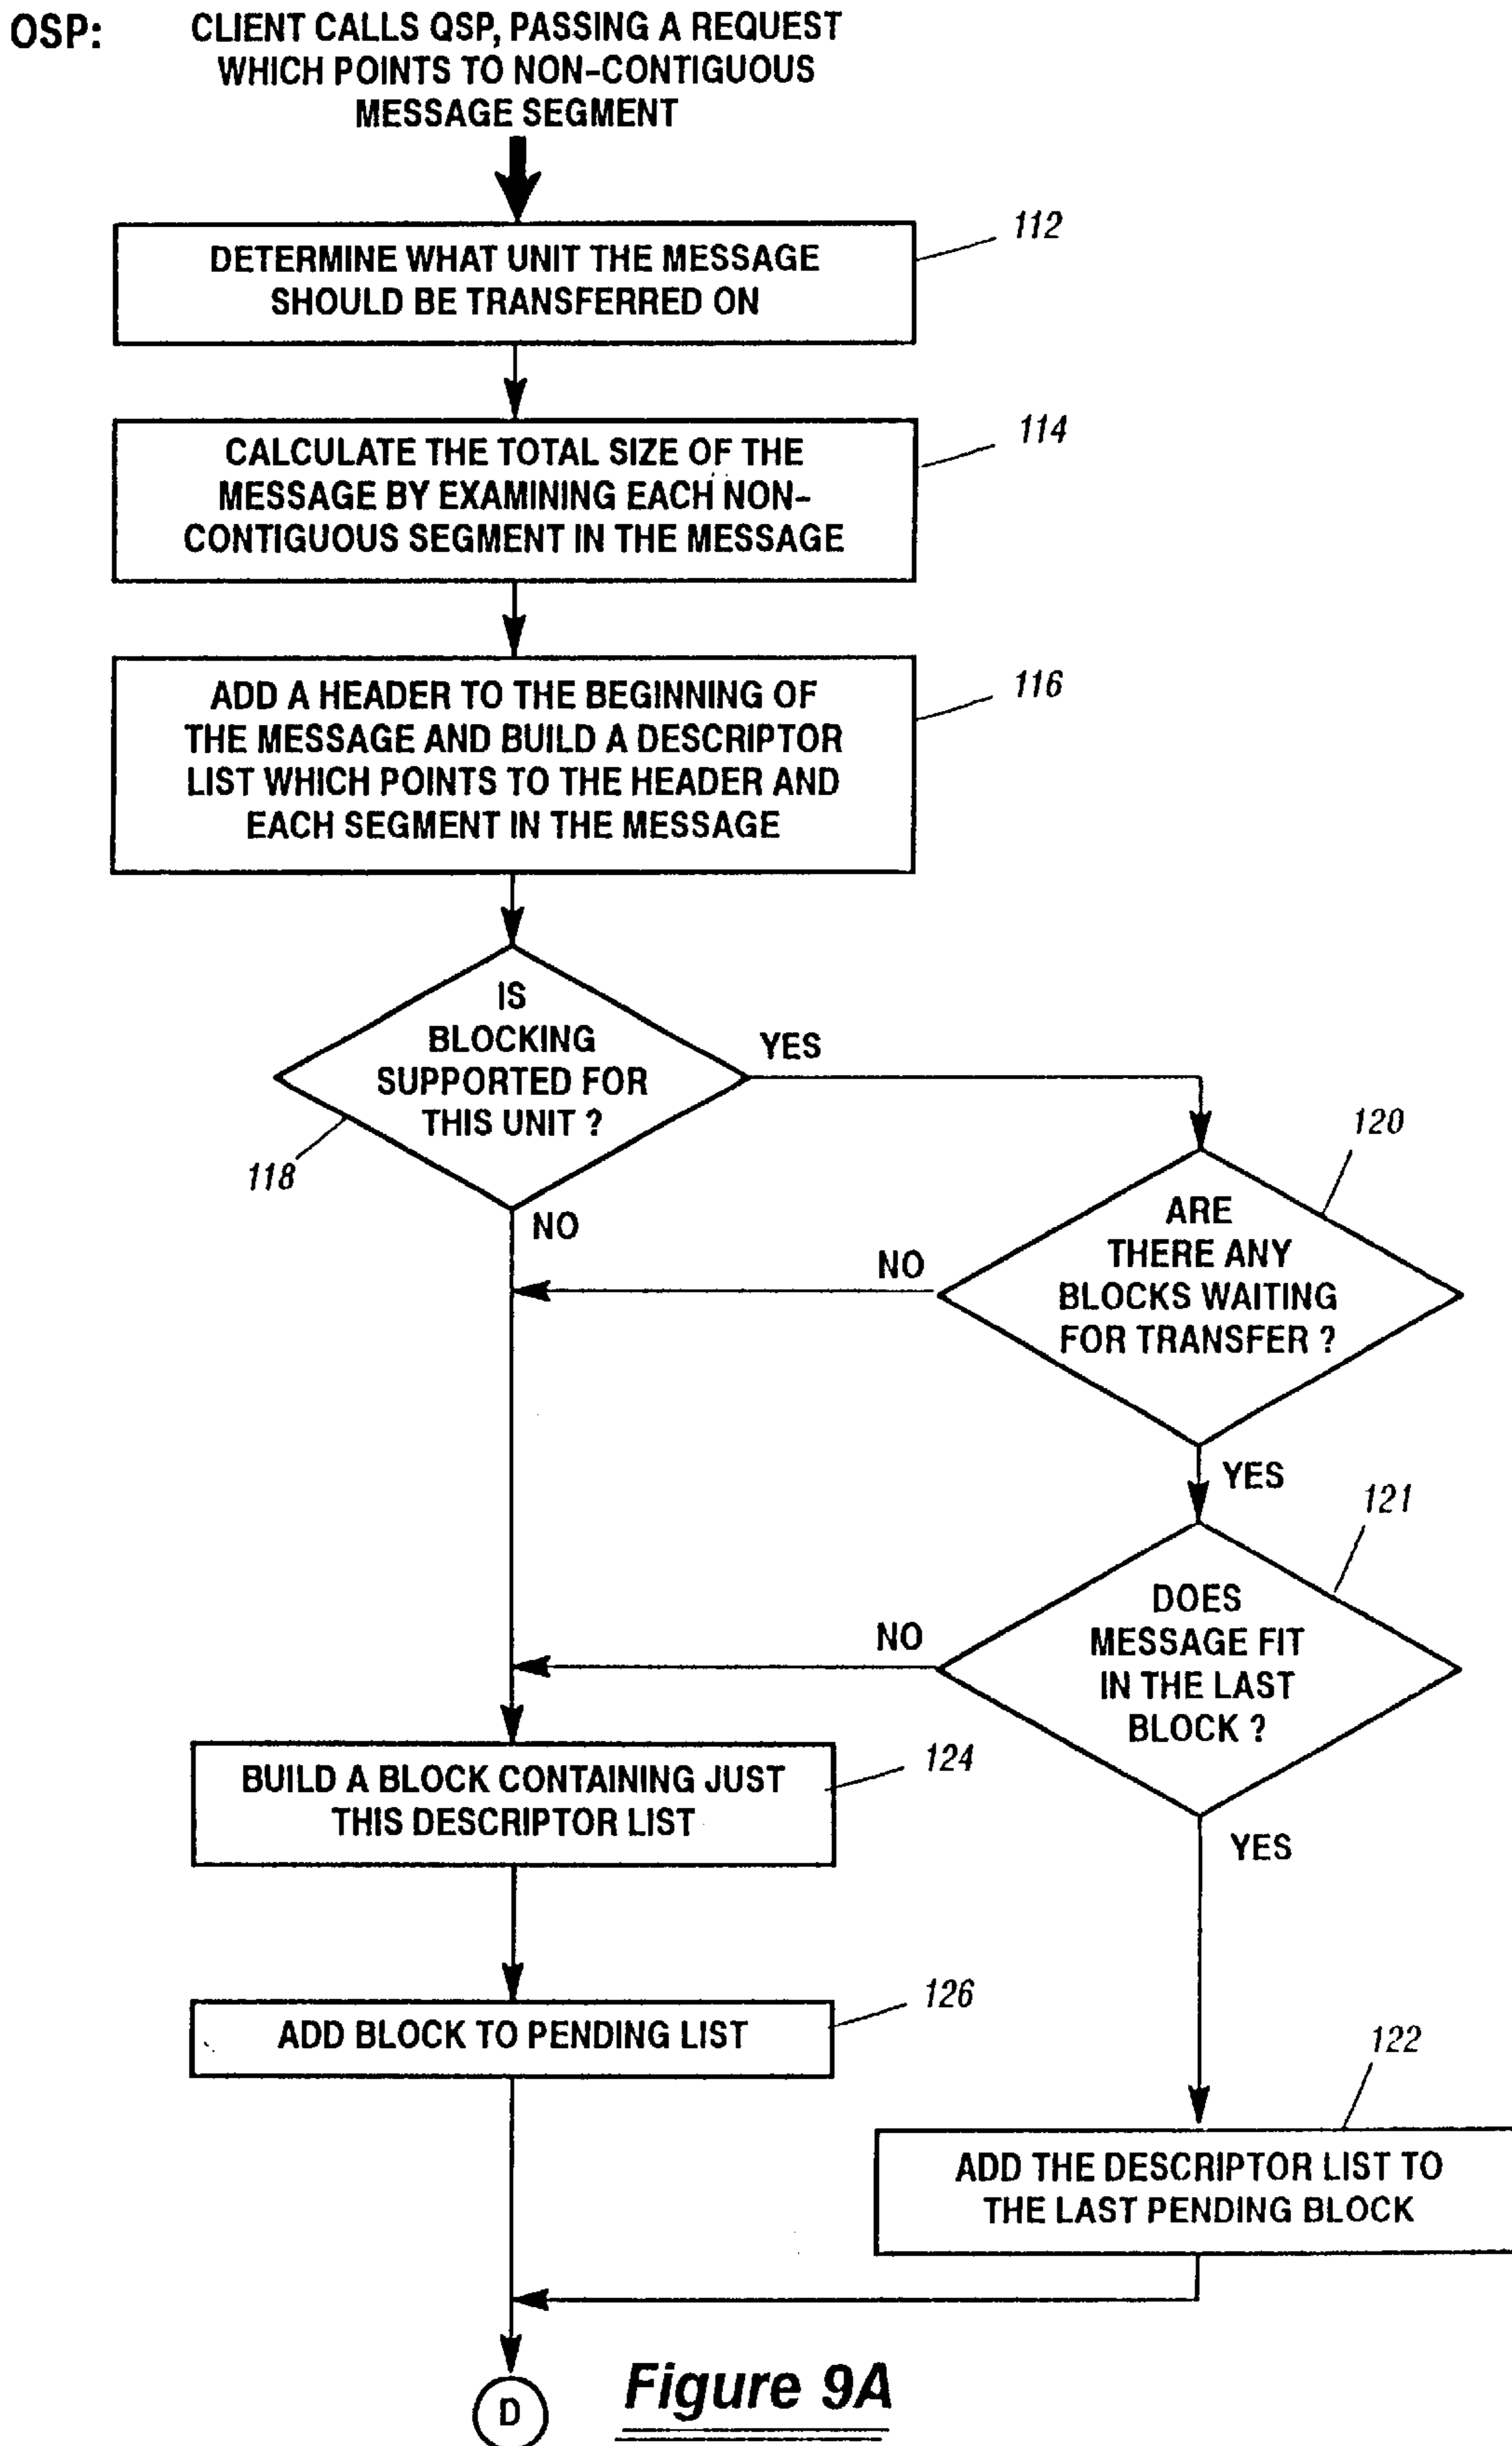 OSP:
CLIENT CALLS QSP, PASSING A REQUEST
WHICH POINTS TO NON-CONTIGUOUS
MESSAGE SEGMENT
112
DETERMINE WHAT UNIT THE MESSAGE
SHOULD BE TRANSFERRED ON
114
CALCULATE THE TOTAL SIZE OF THE
MESSAGE BY EXAMINING EACH NON-
CONTIGUOUS SEGMENT IN THE MESSAGE
116
ADD A HEADER TO THE BEGINNING OF
THE MESSAGE AND BUILD A DESCRIPTOR
LIST WHICH POINTS TO THE HEADER AND
EACH SEGMENT IN THE MESSAGE
IS
BLOCKING
SUPPORTED FOR
THIS UNIT ?
YES
118
NO
120
ARE
THERE ANY
BLOCKS WAITING
FOR TRANSFER ?
NO
YES
121
DOES
MESSAGE FIT
IN THE LAST
BLOCK ?
NO
YES
124
BUILD A BLOCK CONTAINING JUST
THIS DESCRIPTOR LIST
126
ADD BLOCK TO PENDING LIST
122
ADD THE DESCRIPTOR LIST TO
THE LAST PENDING BLOCK
D
Figure 9A